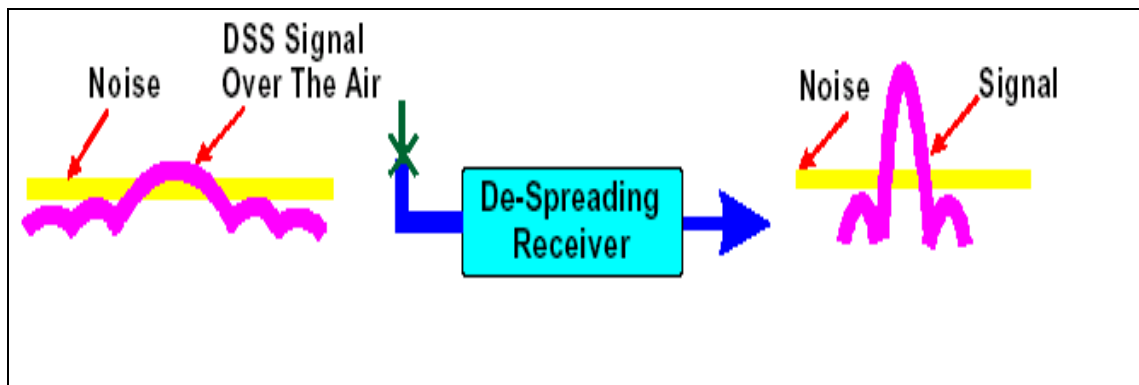 Noise
DSS Signal
Over The Air
De-Spreading
Receiver
Noise
Signal